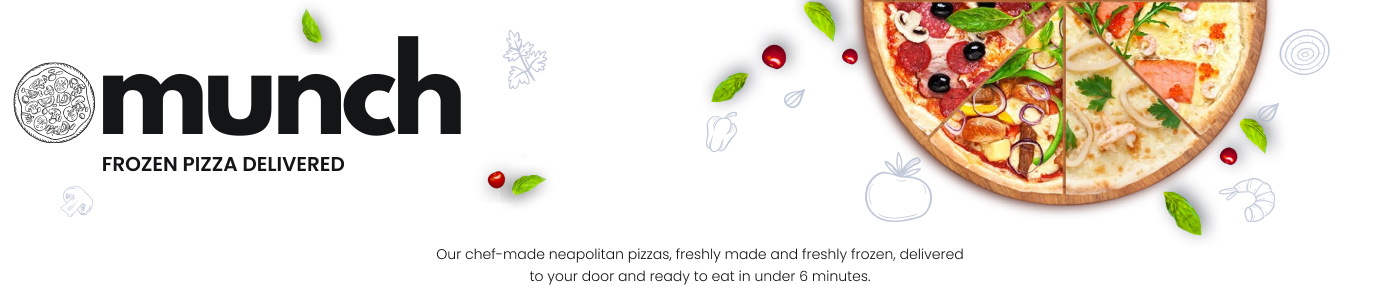 munch
FROZEN PIZZA DELIVERED
Our chef-made neapolitan pizzas, freshly made and freshly frozen, delivered
to your door and ready to eat in under 6 minutes.